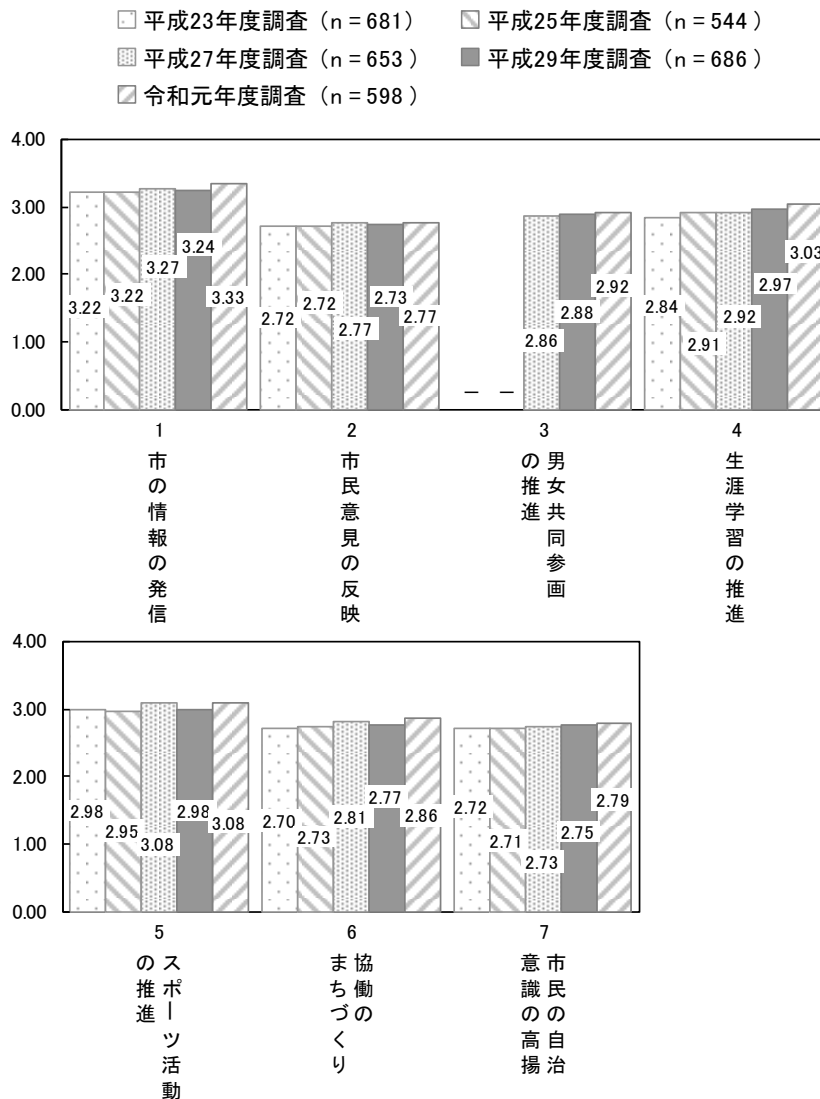 平成23年度調査（n＝681） 平成25年度調査（n＝544）
平成27年度調査（n＝653） 平成29年度調査（n＝686）
令和元年度調査（n＝598）
4.00
3.00
2.00
1.00
0.00
3.22 3.22 3.27 3.24 3.33
2.72 2.72 2.77 2.73 2.77
－ － 2.86 2.88 2.92
2.84 2.91 2.92 2.97 3.03
1 2 3 4
市の情報の発信
市民意見の反映
男女共同参画
の推進
生涯学習の推進
4.00
3.00
2.00
1.00
0.00
2.98 2.95 3.08 2.98 3.08
2.70 2.73 2.81 2.77 2.86
2.72 2.71 2.73 2.75 2.79
5 6 7
スポーツ活動
の推進
協働の
まちづくり
市民の自治
意識の高揚